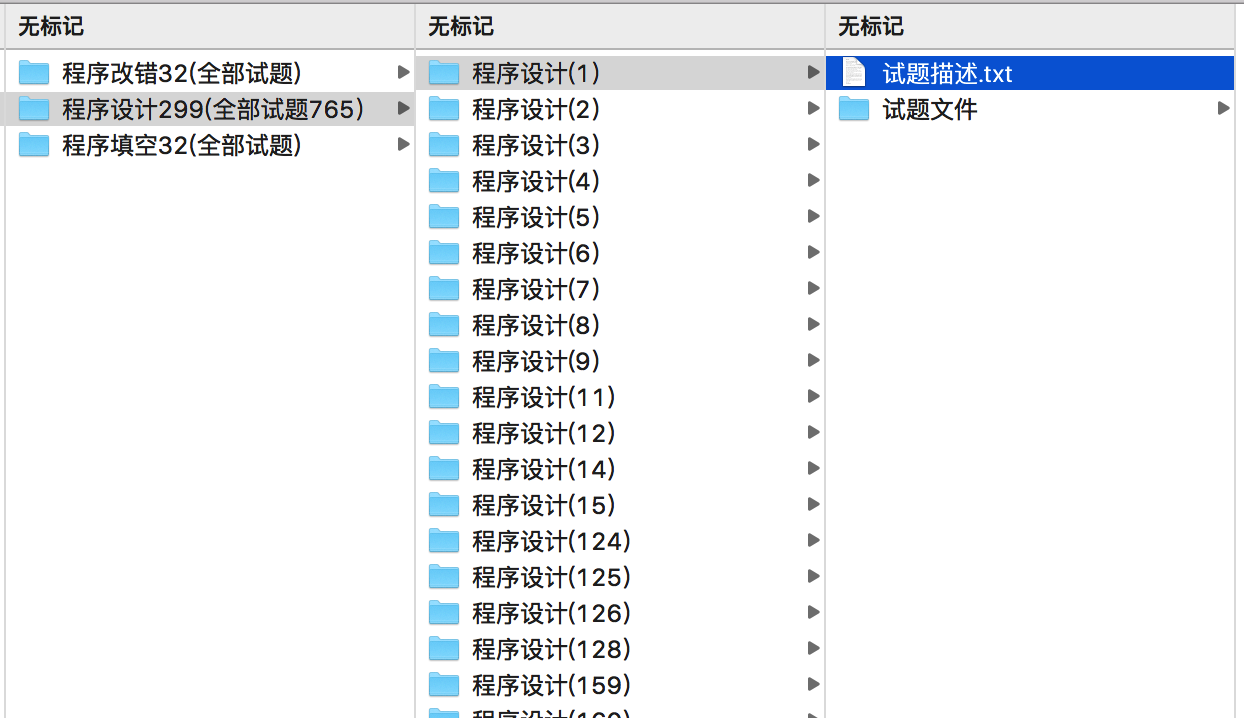 无标记
无标记
无标记
程序改错32(全部试题)
程序设计299(全部试题765)
程序填空32(全部试题)
程序设计(1)
程序设计(2)
程序设计(3)
程序设计(4)
程序设计(5)
程序设计(6)
程序设计(7)
程序设计(8)
程序设计(9)
程序设计(11)
程序设计(12)
程序设计(14)
程序设计(15)
程序设计(124)
程序设计(125)
程序设计(126)
程序设计(128)
程序设计(159)
程序设计(160)
试题描述.txt
试题文件